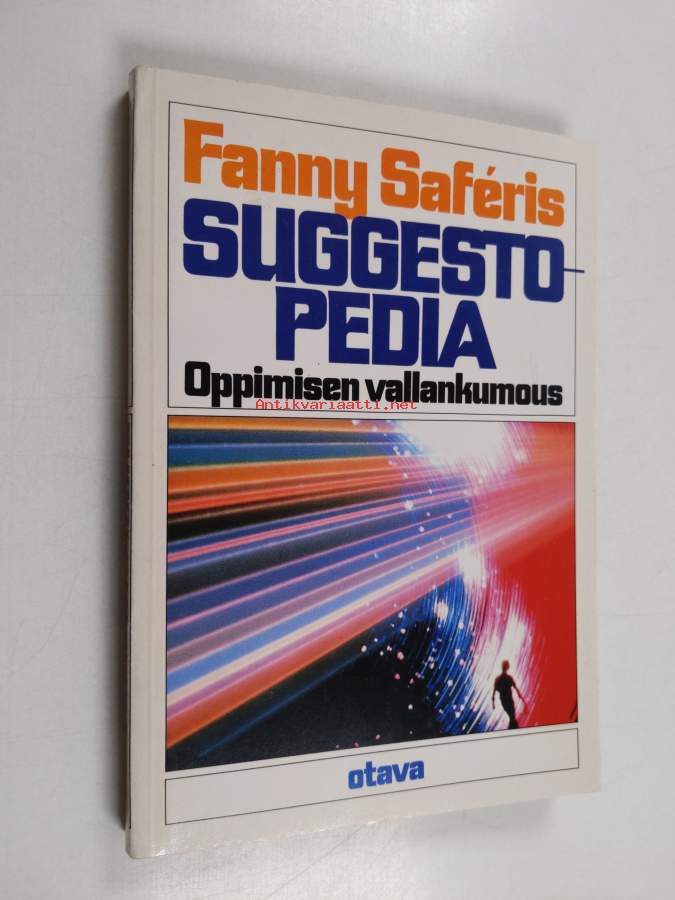 Fanny Saféris
SUGGESTO-
PEDIA
Oppimisen vallankumous
Antikvariaatti.net
otava